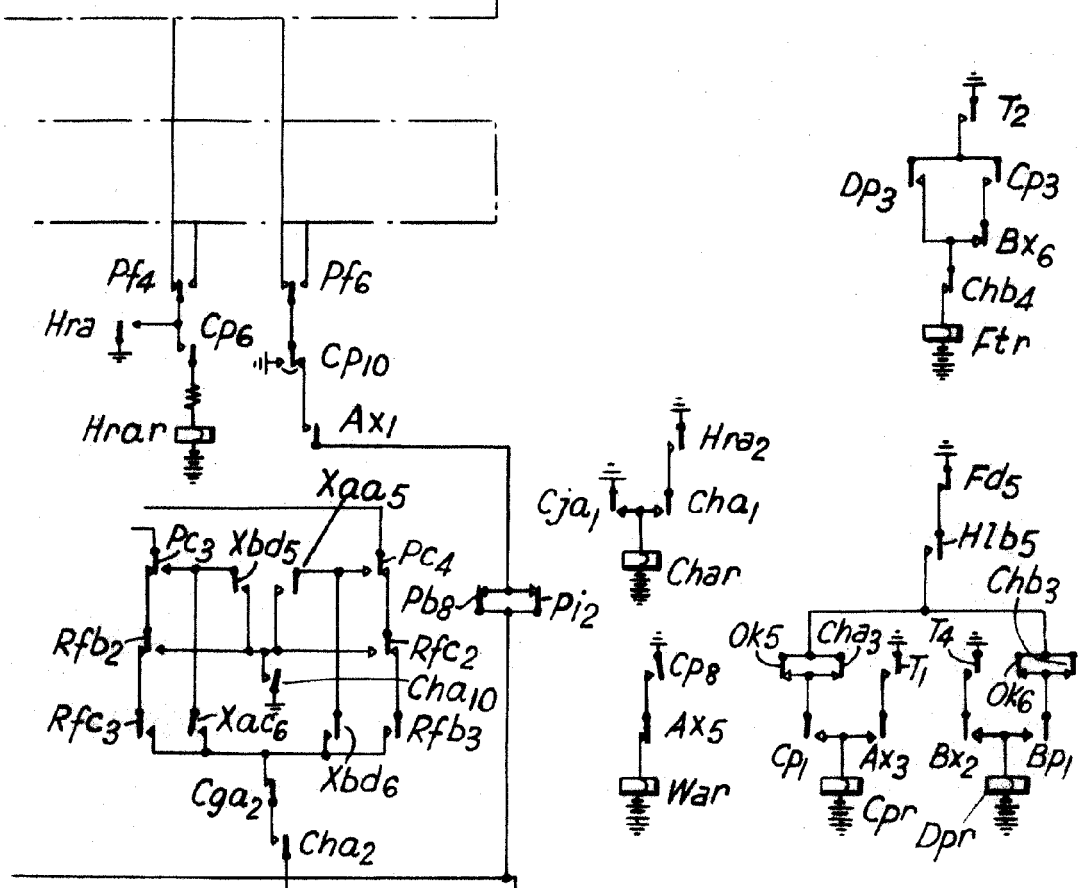 T2
Dp3
Cp3
Bx6
Chb4
Ftr
Pf4
Pf6
Hra
Cp6
Cp10
Hrar
Ax1
Hra2
Xaa5
Cja1
Cha1
Fd5
Hlb5
Pc3
Xbd5
Pc4
Char
Chb3
Pb8
Pi2
Rfb2
Rfc2
Cp8
Ok5
Cha3
T4
T1
Ok6
Cha10
Rfc3
Xac6
Rfb3
Ax5
Cp1
Ax3
Bx2
Bp1
Xbd6
Cga2
War
Cpr
Dpr
Cha2